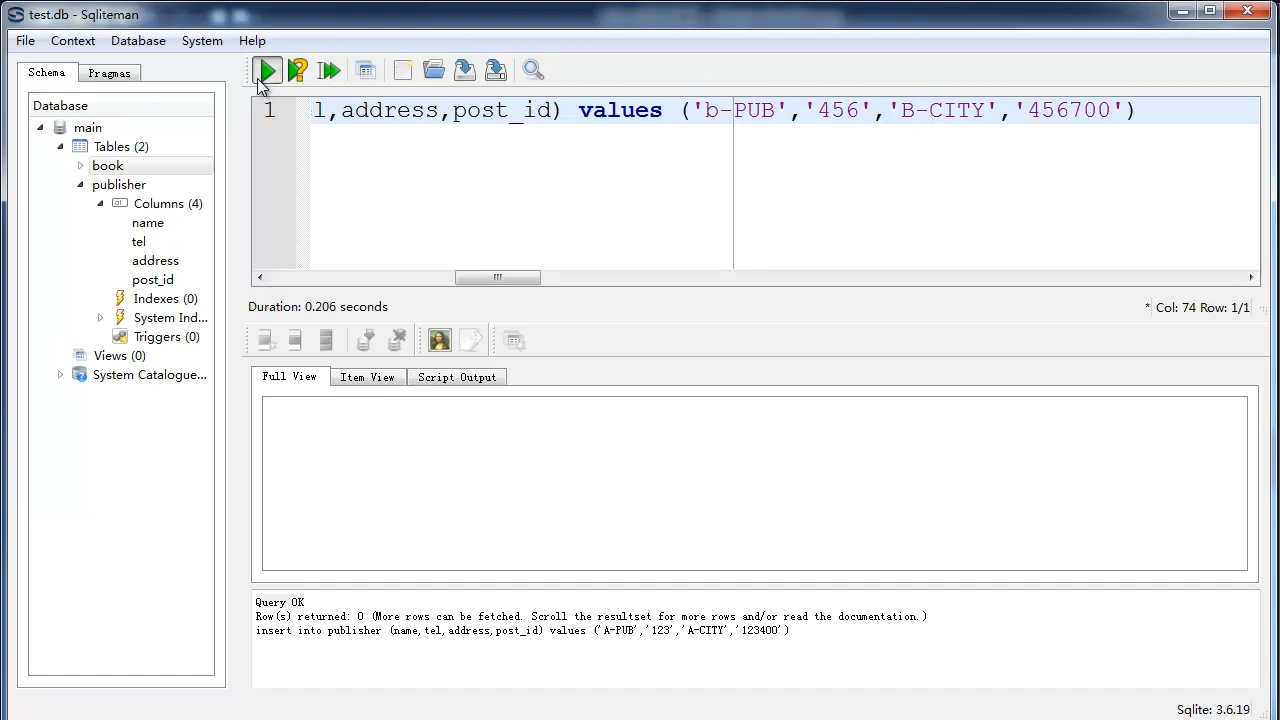 test.db - Sqliteman
File Context Database System Help
Schema Pragmas
Database
main
Tables (2)
book
publisher
Columns (4)
name
tel
address
post_id
Indexes (0)
System Ind...
Triggers (0)
Views (0)
System Catalogue...
1 l,address,post_id) values ('b-PUB','456','B-CITY','456700')
Duration: 0.206 seconds
* Col: 74 Row: 1/1
Full View Item View Script Output
Query OK
Row(s) returned: 0 (More rows can be fetched. Scroll the resultset for more rows and/or read the documentation.)
insert into publisher (name,tel,address,post_id) values ('A-PUB','123','A-CITY','123400')
Sqlite: 3.6.19